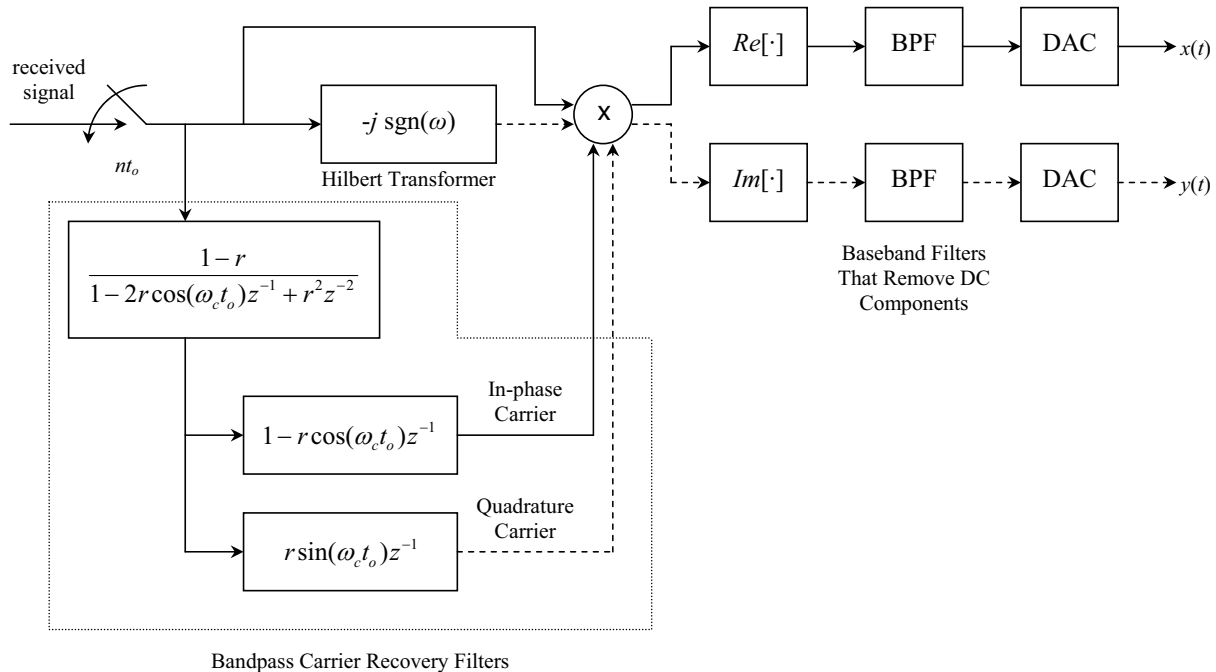 received
signal
nt_o
-j sgn(ω)
Hilbert Transformer
x
Re[·]
BPF
DAC
x(t)
Im[·]
BPF
DAC
y(t)
Baseband Filters
That Remove DC
Components
1 − r
1 − 2r cos(ω_c t_o)z^{−1} + r^2 z^{−2}
In-phase
Carrier
1 − r cos(ω_c t_o)z^{−1}
Quadrature
Carrier
r sin(ω_c t_o)z^{−1}
Bandpass Carrier Recovery Filters